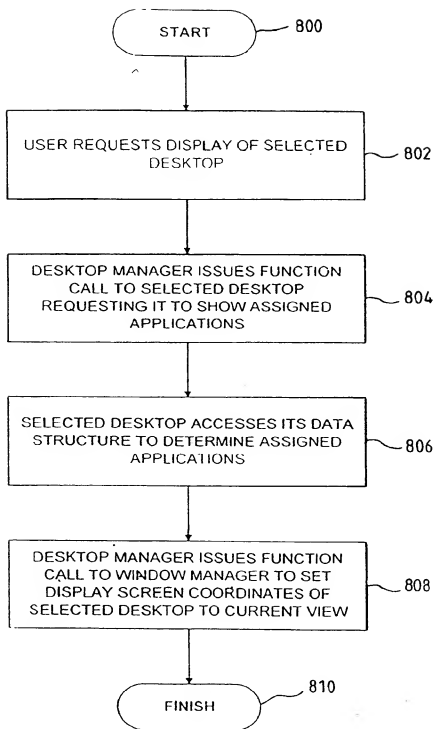 START
800
USER REQUESTS DISPLAY OF SELECTED
DESKTOP
802
DESKTOP MANAGER ISSUES FUNCTION
CALL TO SELECTED DESKTOP
REQUESTING IT TO SHOW ASSIGNED
APPLICATIONS
804
SELECTED DESKTOP ACCESSES ITS DATA
STRUCTURE TO DETERMINE ASSIGNED
APPLICATIONS
806
DESKTOP MANAGER ISSUES FUNCTION
CALL TO WINDOW MANAGER TO SET
DISPLAY SCREEN COORDINATES OF
SELECTED DESKTOP TO CURRENT VIEW
808
FINISH
810